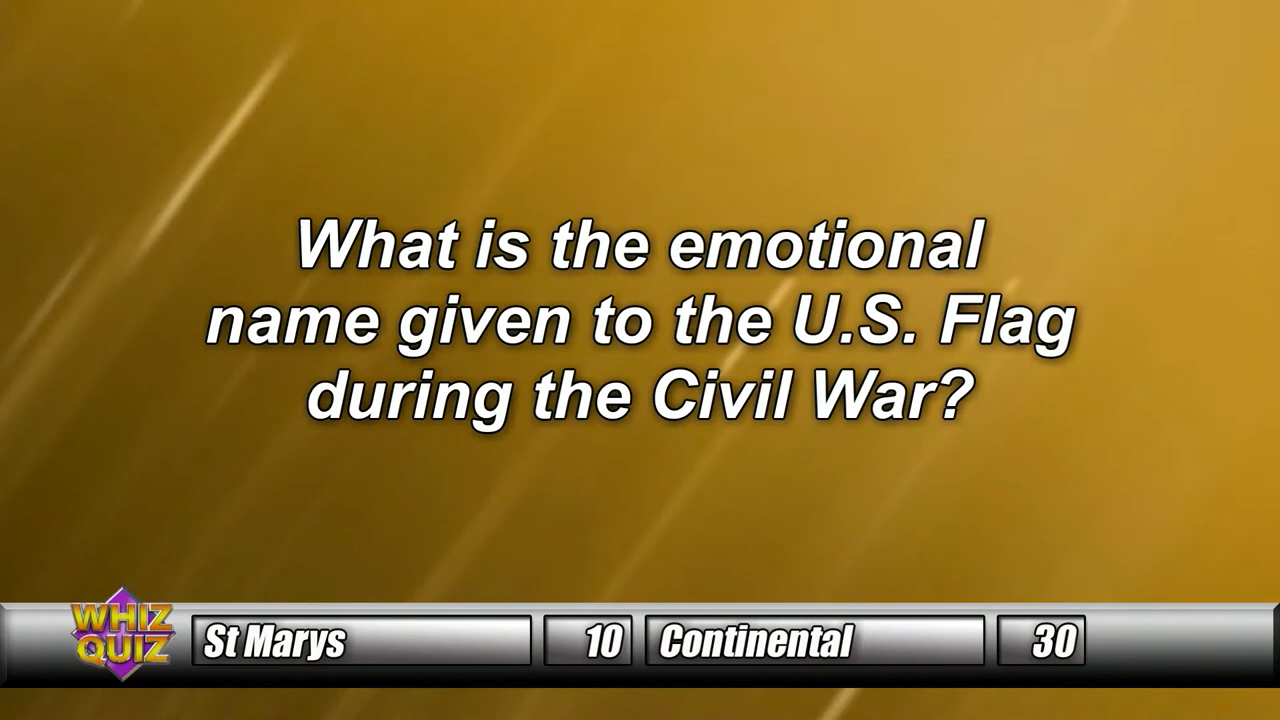 What is the emotional
name given to the U.S. Flag
during the Civil War?
WHIZ
QUIZ
St Marys 10 Continental 30